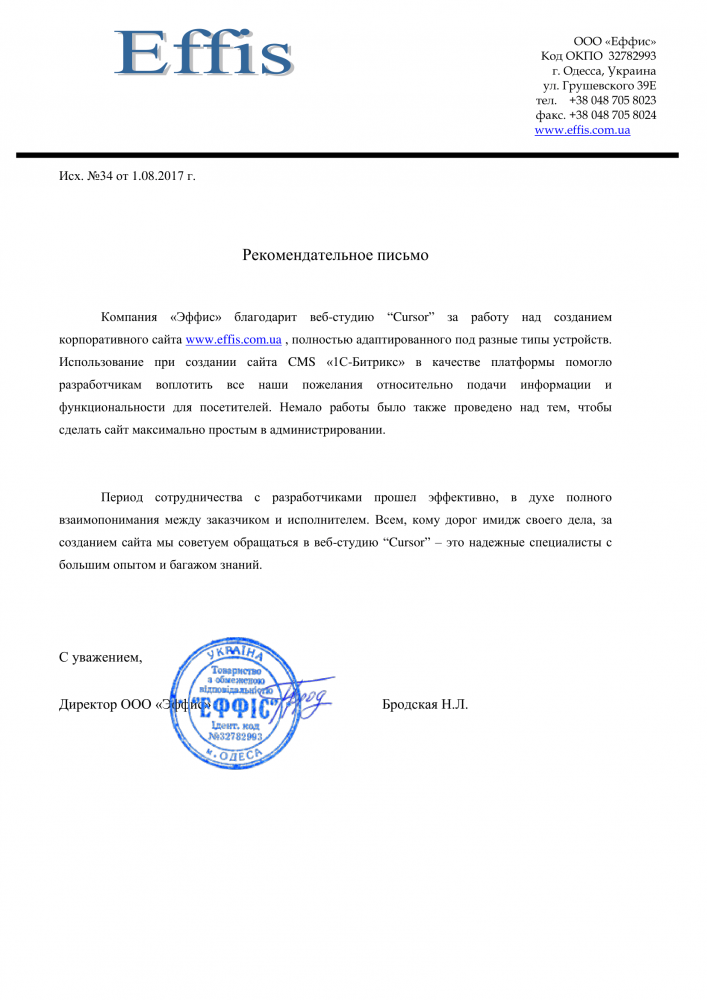 Effis
ООО «Еффис»
Код ОКПО 32782993
г. Одесса, Украина
ул. Грушевского 39Е
тел. +38 048 705 8023
факс. +38 048 705 8024
www.effis.com.ua
Исх. №34 от 1.08.2017 г.
Рекомендательное письмо
Компания «Эффис» благодарит веб-студию “Cursor” за работу над созданием
корпоративного сайта www.effis.com.ua , полностью адаптированного под разные типы устройств.
Использование при создании сайта CMS «1С-Битрикс» в качестве платформы помогло
разработчикам воплотить все наши пожелания относительно подачи информации и
функциональности для посетителей. Немало работы было также проведено над тем, чтобы
сделать сайт максимально простым в администрировании.
Период сотрудничества с разработчиками прошел эффективно, в духе полного
взаимопонимания между заказчиком и исполнителем. Всем, кому дорог имидж своего дела, за
созданием сайта мы советуем обращаться в веб-студию “Cursor” – это надежные специалисты с
большим опытом и багажом знаний.
С уважением,
Директор ООО «Эффис»
Бродская Н.Л.
УКРАЇНА
Товариство
з обмеженою
відповідальністю
"ЕФФІС"
Ідент. код
№32782993
м. ОДЕСА